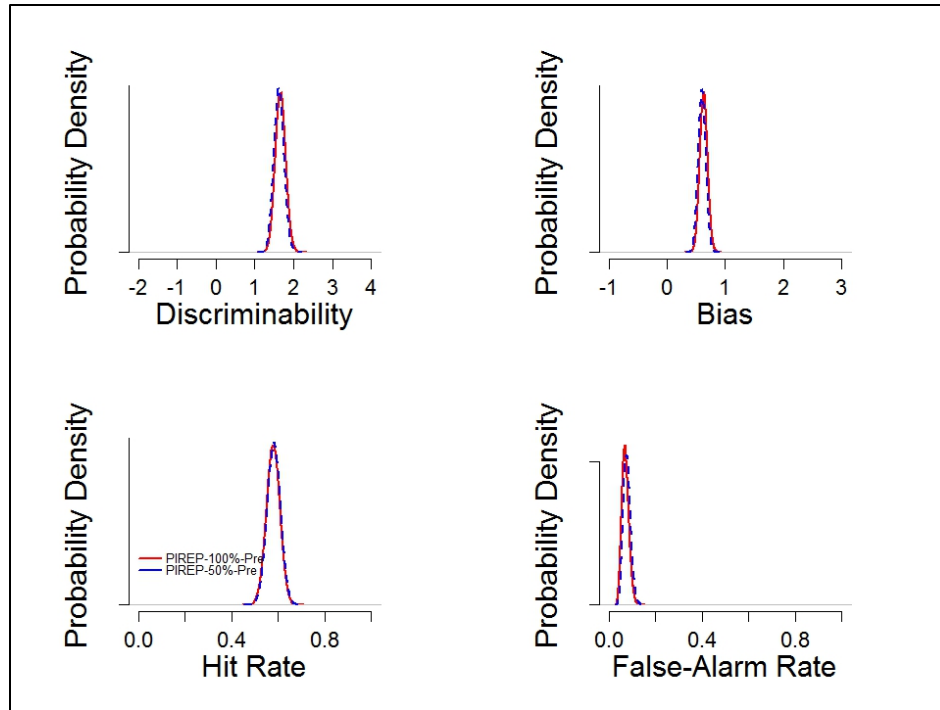 Probability Density
-2 -1 0 1 2 3 4
Discriminability
Probability Density
-1 0 1 2 3
Bias
Probability Density
PIREP-100%-Pre
PIREP-50%-Pre
0.0 0.4 0.8
Hit Rate
Probability Density
0.0 0.4 0.8
False-Alarm Rate